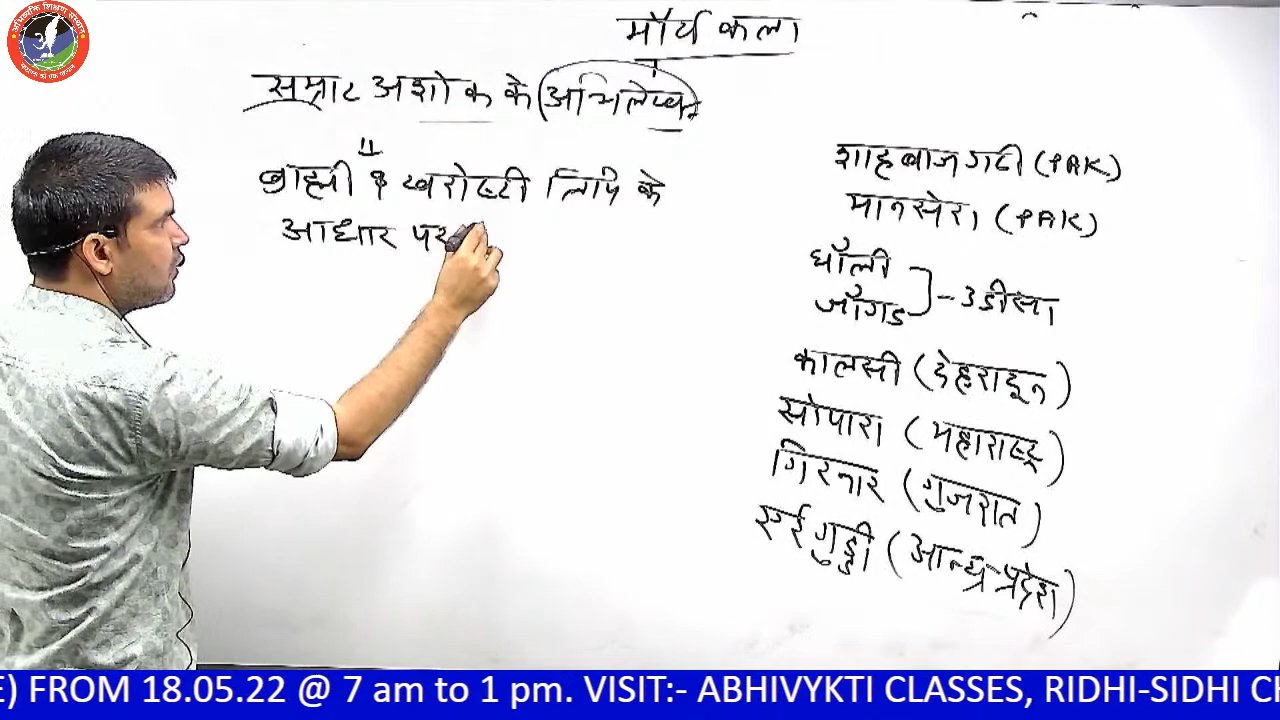 मौर्य कला
सम्राट अशोक के (अभिलेख)
ब्राह्मी & खरोष्टी लिपि के
आधार पर
शाहबाजगढी (PAK)
मानसेरा (PAK)
धौली
जौगड
- उडीसा
कालसी (देहरादून)
सोपारा (महाराष्ट्र)
गिरनार (गुजरात)
एर्रगुड्डी (आन्ध्र-प्रदेश)
E) FROM 18.05.22 @ 7 am to 1 pm. VISIT:- ABHIVYKTI CLASSES, RIDHI-SIDHI CH